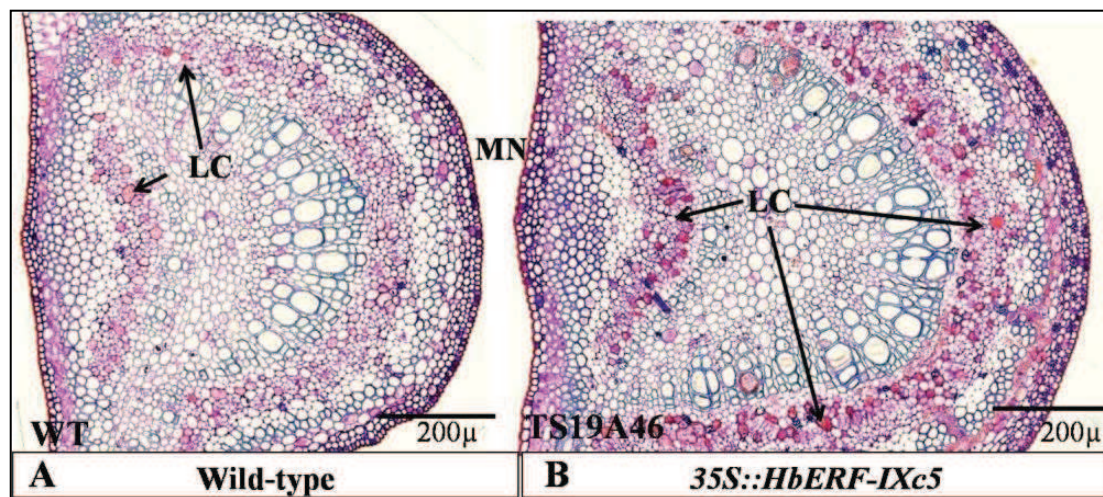 LC
MN
LC
WT
200µ
TS19A46
200µ
A
Wild-type
B
35S::HbERF-IXc5